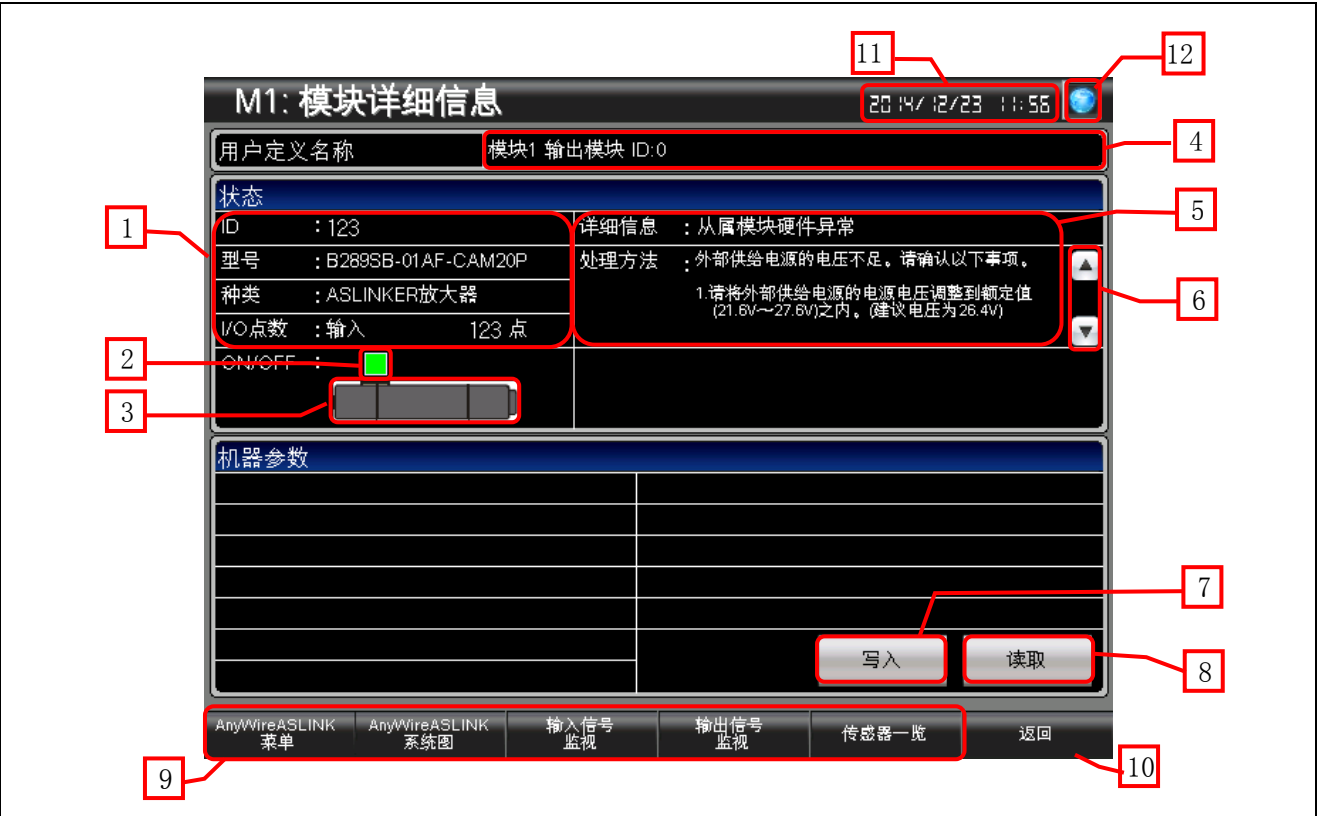 11
12
M1: 模块详细信息
2014/12/23 11:56
用户定义名称
模块1 输出模块 ID:0
4
状态
1
ID :123
详细信息 :从属模块硬件异常
5
型号 :B289SB-01AF-CAM20P
处理方法 :外部供给电源的电压不足。请确认以下事项。
种类 :ASLINKER放大器
1.请将外部供给电源的电源电压调整到额定值
(21.6V～27.6V)之内。(建议电压为26.4V)
6
I/O点数 :输入 123 点
2
ON/OFF :
3
机器参数
7
写入
读取
8
AnyWireASLINK
菜单
AnyWireASLINK
系统图
输入信号
监视
输出信号
监视
传感器一览
返回
9
10